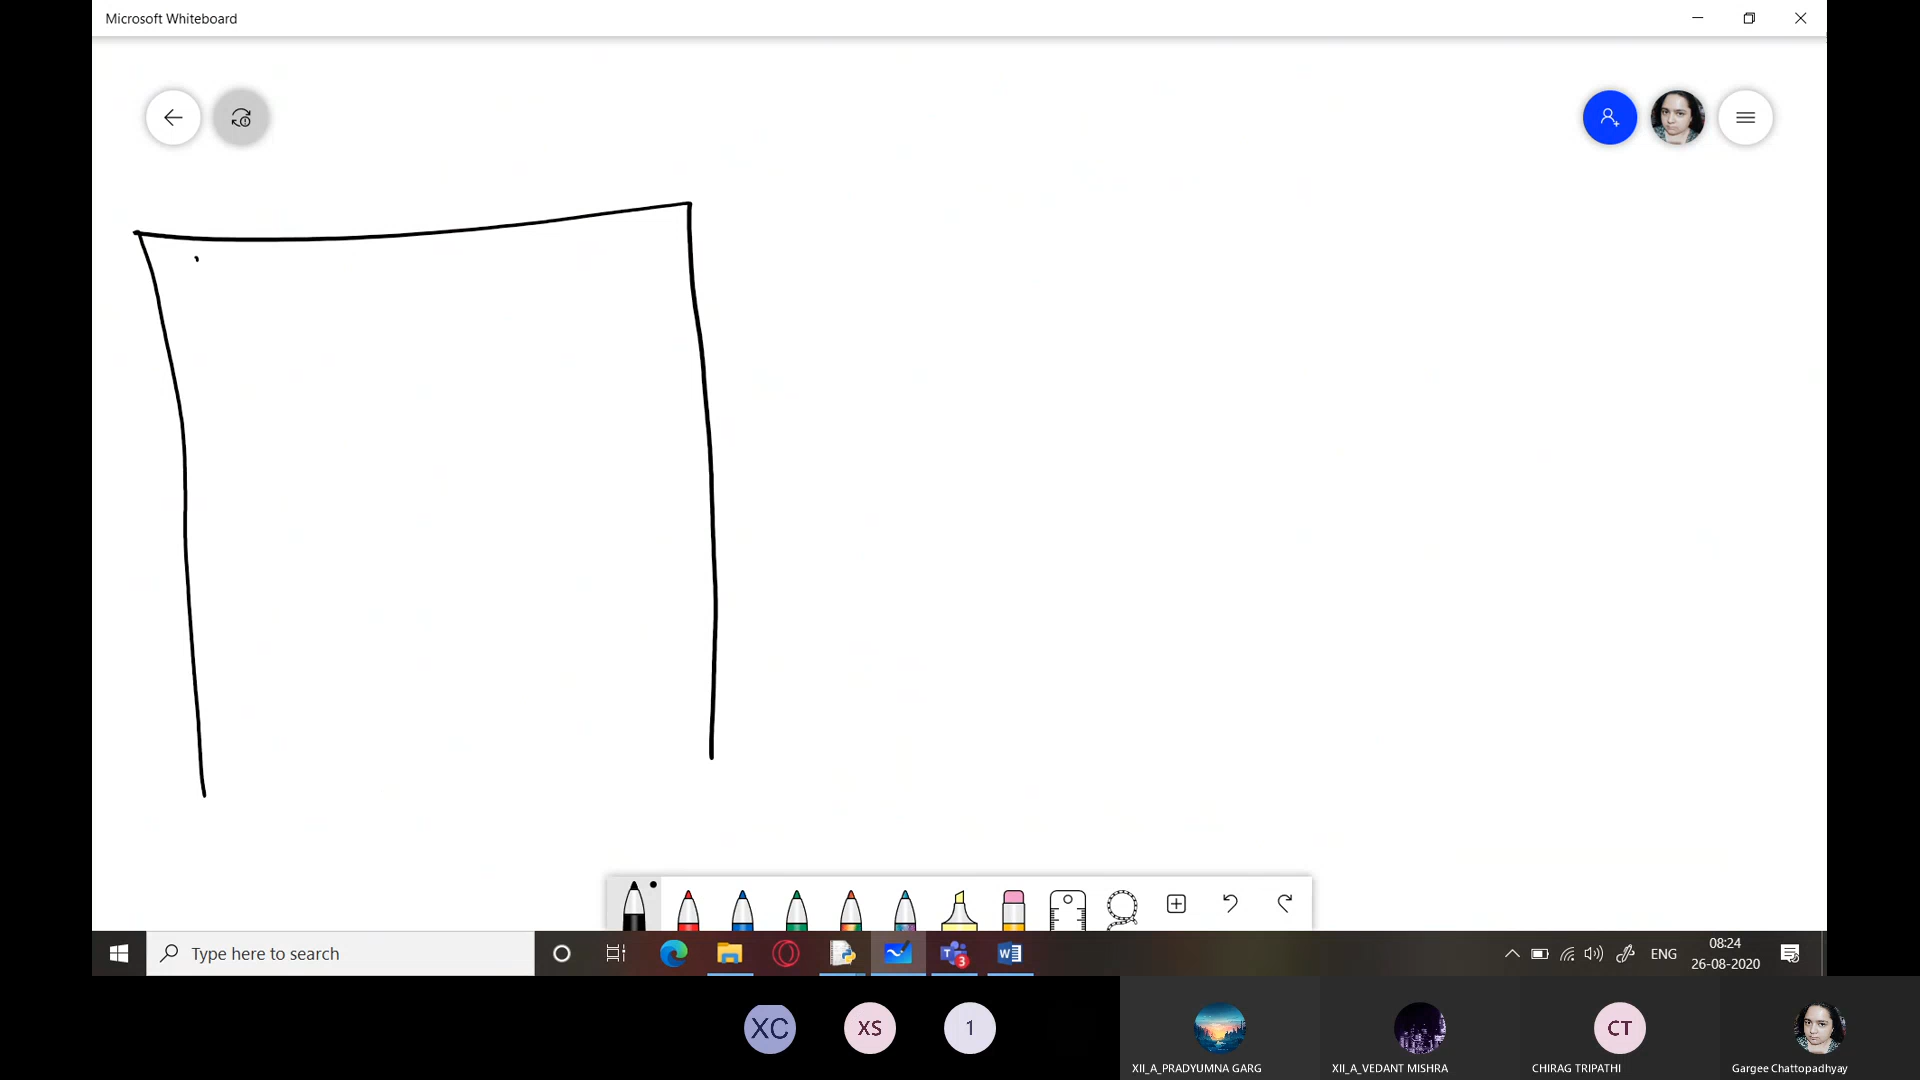 Microsoft Whiteboard
Type here to search
3
W
ENG
08:24
26-08-2020
XC
XS
1
CT
XII_A_PRADYUMNA GARG
XII_A_VEDANT MISHRA
CHIRAG TRIPATHI
Gargee Chattopadhyay